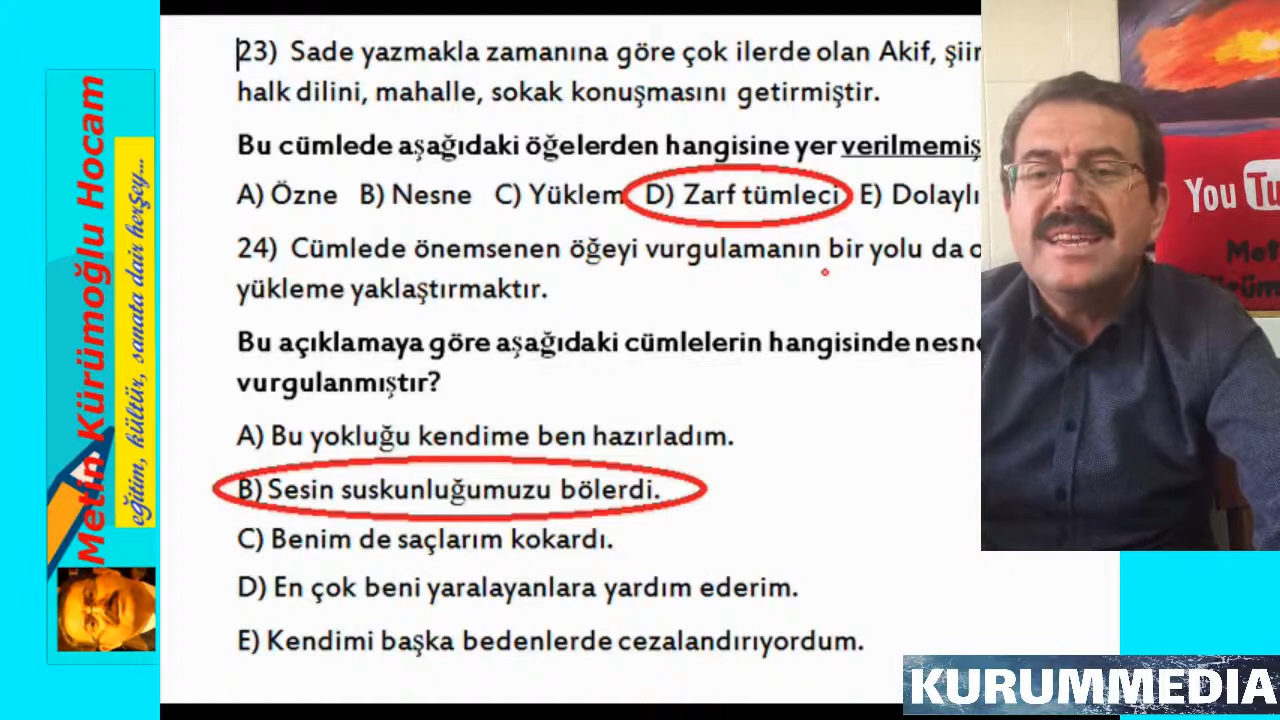 Metin Kürümoğlu Hocam
eğitim, kültür, sanata dair herşey...
23) Sade yazmakla zamanına göre çok ilerde olan Akif, şiir
halk dilini, mahalle, sokak konuşmasını getirmiştir.
Bu cümlede aşağıdaki öğelerden hangisine yer verilmemiş
A) Özne B) Nesne C) Yüklem D) Zarf tümleci E) Dolaylı
24) Cümlede önemsenen öğeyi vurgulamanın bir yolu da o
yükleme yaklaştırmaktır.
Bu açıklamaya göre aşağıdaki cümlelerin hangisinde nesne
vurgulanmıştır?
A) Bu yokluğu kendime ben hazırladım.
B) Sesin suskunluğumuzu bölerdi.
C) Benim de saçlarım kokardı.
D) En çok beni yaralayanlara yardım ederim.
E) Kendimi başka bedenlerde cezalandırıyordum.
You Tu
Met
KURUMMEDIA